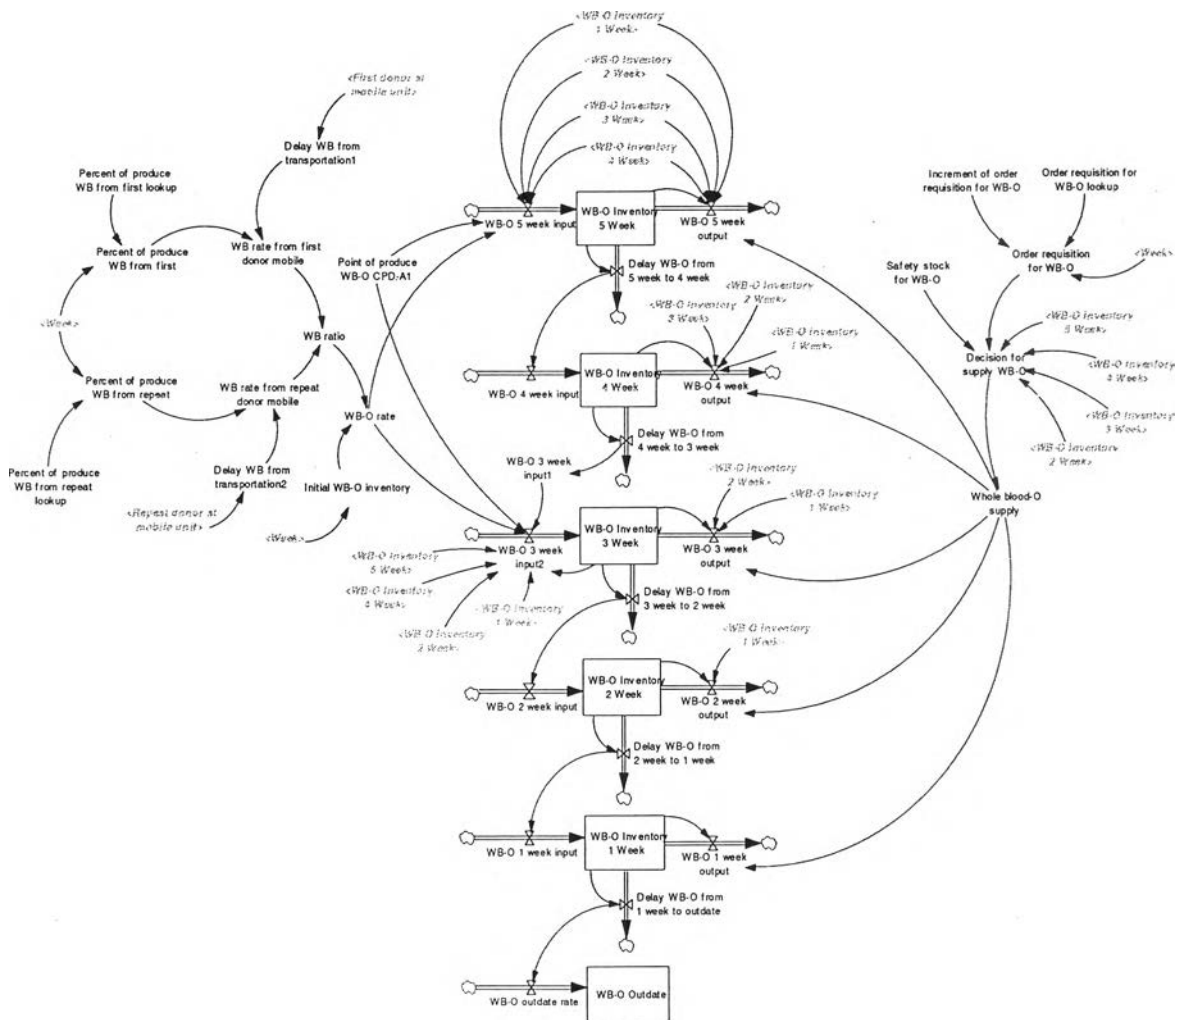 <WB-O Inventory
1 Week>
<WB-O Inventory
2 Week>
<WB-O Inventory
3 Week>
<WB-O Inventory
4 Week>
<First donor at
mobile unit>
Delay WB from
transportation1
Percent of produce
WB from first lookup
Percent of produce
WB from first
WB rate from first
donor mobile
<Week>
WB ratio
Percent of produce
WB from repeat
WB rate from repeat
donor mobile
Percent of produce
WB from repeat
lookup
Delay WB from
transportation2
<Repeat donor at
mobile unit>
Initial WB-O inventory
<Week>
WB-O rate
Point of produce
WB-O CPD-A1
WB-O 5 week input
WB-O Inventory
5 Week
WB-O 5 week
output
Delay WB-O from
5 week to 4 week
<WB-O Inventory
2 Week>
<WB-O Inventory
3 Week>
<WB-O Inventory
1 Week>
WB-O 4 week input
WB-O Inventory
4 Week
WB-O 4 week
output
Delay WB-O from
4 week to 3 week
WB-O 3 week
input1
<WB-O Inventory
2 Week>
<WB-O Inventory
1 Week>
WB-O 3 week
input2
WB-O Inventory
3 Week
WB-O 3 week
output
<WB-O Inventory
5 Week>
<WB-O Inventory
4 Week>
<WB-O Inventory
2 Week>
<WB-O Inventory
1 Week>
Delay WB-O from
3 week to 2 week
<WB-O Inventory
1 Week>
WB-O 2 week input
WB-O Inventory
2 Week
WB-O 2 week
output
Delay WB-O from
2 week to 1 week
WB-O 1 week input
WB-O Inventory
1 Week
WB-O 1 week
output
Delay WB-O from
1 week to outdate
WB-O outdate rate
WB-O Outdate
Increment of order
requisition for WB-O
Order requisition for
WB-O lookup
Safety stock
for WB-O
Order requisition
for WB-O
<Week>
<WB-O Inventory
5 Week>
Decision for
supply WB-O
<WB-O Inventory
4 Week>
<WB-O Inventory
3 Week>
<WB-O Inventory
2 Week>
Whole blood-O
supply